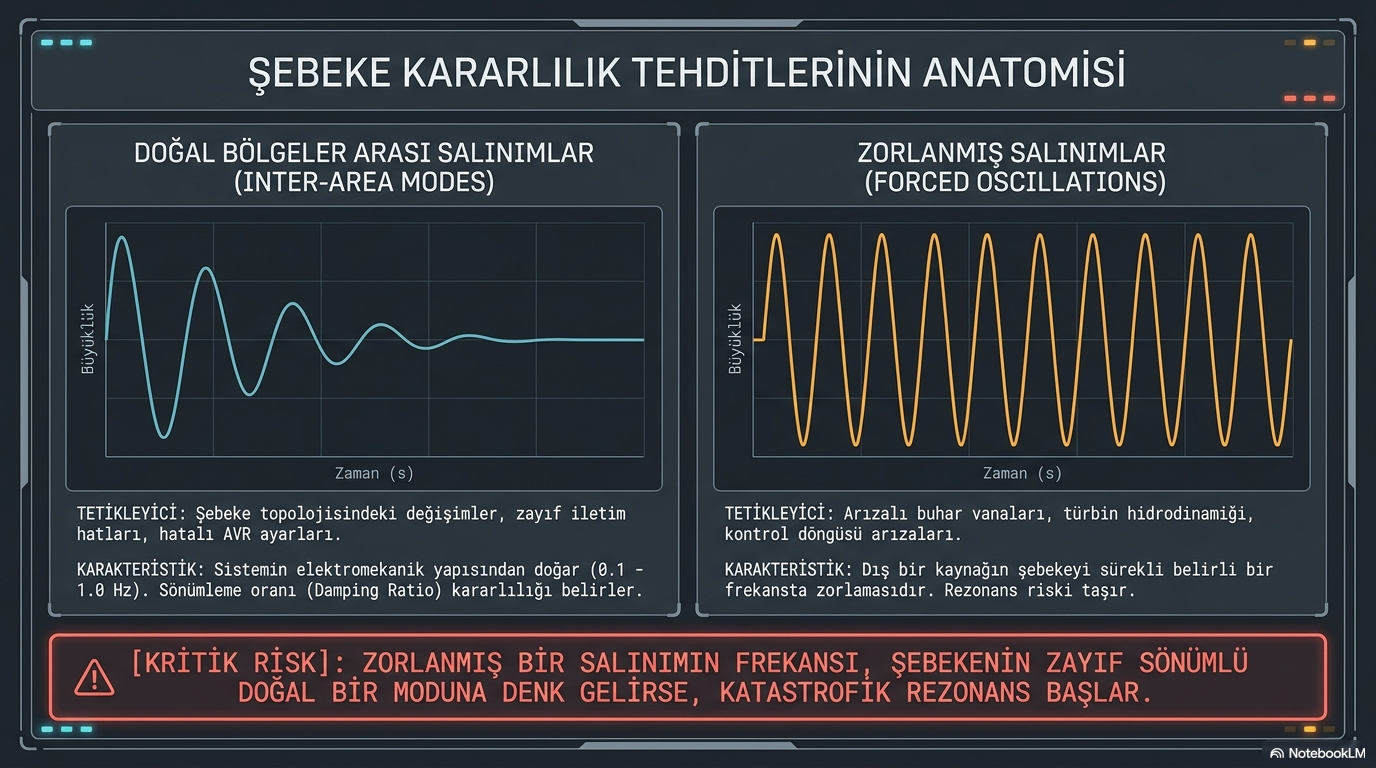 ŞEBEKE KARARLILIK TEHDİTLERİNİN ANATOMİSİ
DOĞAL BÖLGELER ARASI SALINIMLAR
(INTER-AREA MODES)
Büyüklük
Zaman (s)
TETİKLEYİCİ: Şebeke topolojisindeki değişimler, zayıf iletim
hatları, hatalı AVR ayarları.
KARAKTERİSTİK: Sistemin elektromekanik yapısından doğar (0.1 -
1.0 Hz). Sönümleme oranı (Damping Ratio) kararlılığı belirler.
ZORLANMIŞ SALINIMLAR
(FORCED OSCILLATIONS)
Büyüklük
Zaman (s)
TETİKLEYİCİ: Arızalı buhar vanaları, türbin hidrodinamiği,
kontrol döngüsü arızaları.
KARAKTERİSTİK: Dış bir kaynağın şebekeyi sürekli belirli bir
frekansta zorlamasıdır. Rezonans riski taşır.
[KRİTİK RİSK]: ZORLANMIŞ BİR SALINIMIN FREKANSI, ŞEBEKENİN ZAYIF SÖNÜMLÜ
DOĞAL BİR MODUNA DENK GELİRSE, KATASTROFİK REZONANS BAŞLAR.
NotebookLM